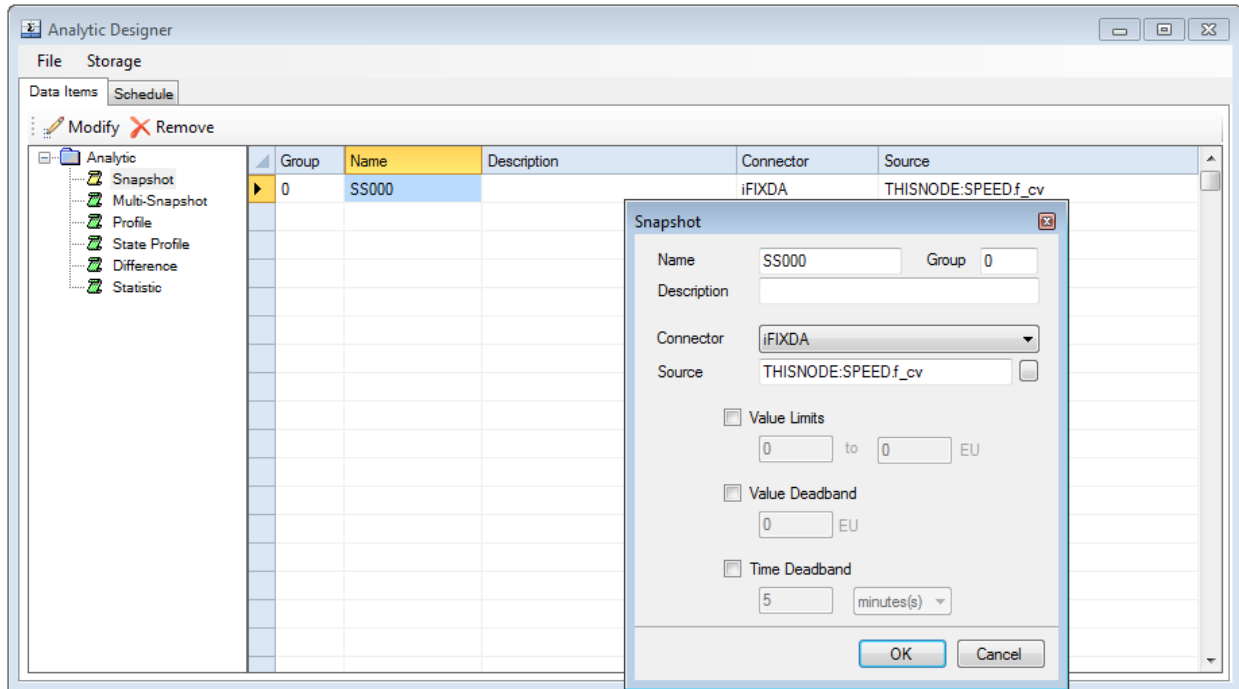 Analytic Designer
File Storage
Data Items Schedule
Modify Remove
Analytic
Snapshot
Multi-Snapshot
Profile
State Profile
Difference
Statistic
Group Name Description Connector Source
0 SS000 iFIXDA THISNODE:SPEED.f_cv
Snapshot
Name SS000 Group 0
Description
Connector iFIXDA
Source THISNODE:SPEED.f_cv
Value Limits
0 to 0 EU
Value Deadband
0 EU
Time Deadband
5 minutes(s)
OK Cancel